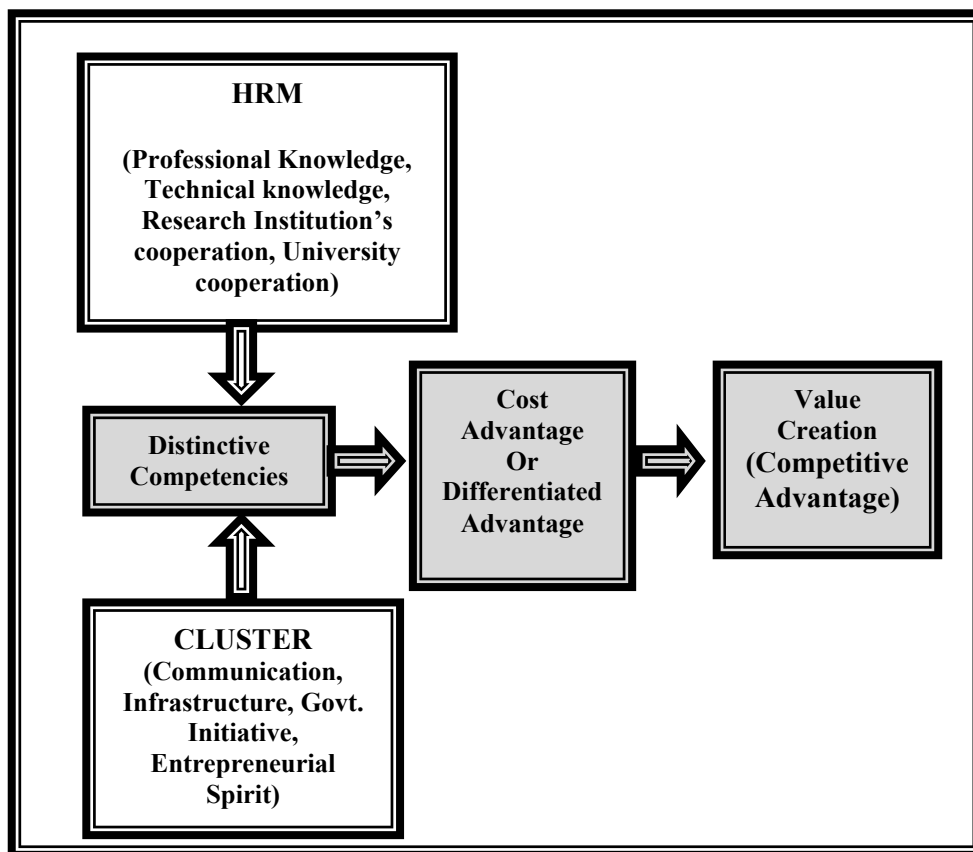 HRM
(Professional Knowledge,
Technical knowledge,
Research Institution’s
cooperation, University
cooperation)
Distinctive
Competencies
Cost
Advantage
Or
Differentiated
Advantage
Value
Creation
(Competitive
Advantage)
CLUSTER
(Communication,
Infrastructure, Govt.
Initiative,
Entrepreneurial
Spirit)